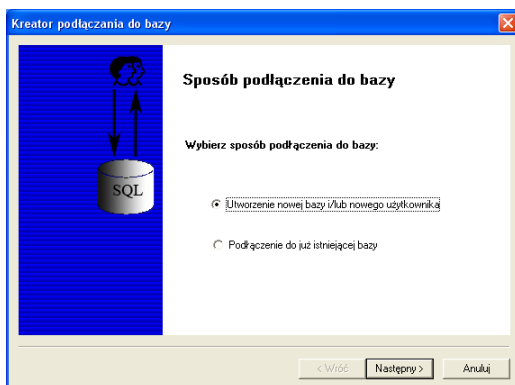 Kreator podłączania do bazy
Sposób podłączenia do bazy
Wybierz sposób podłączenia do bazy:
SQL
Utworzenie nowej bazy i/lub nowego użytkownika
Podłączenie do już istniejącej bazy
< Wróć
Następny >
Anuluj